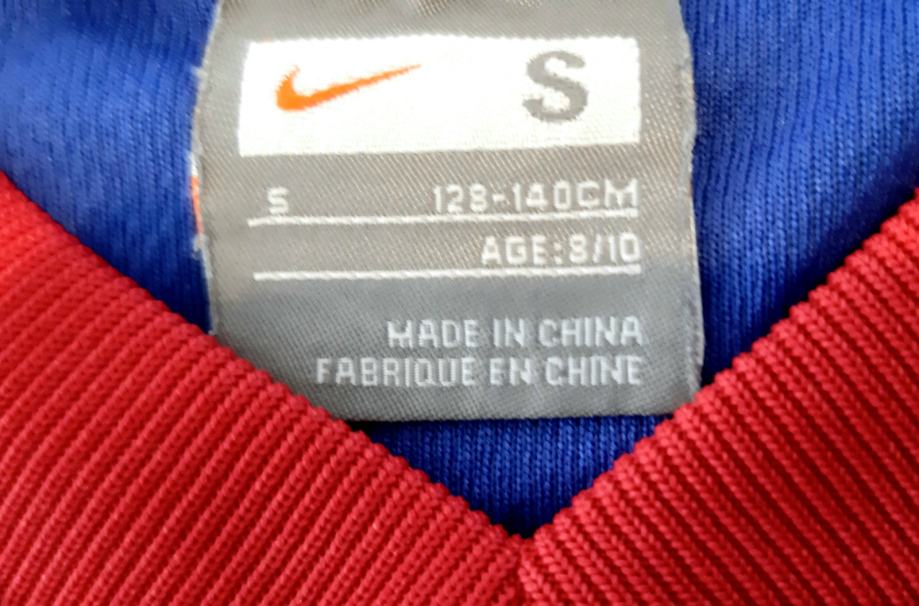 S
S 128-140CM
AGE:8/10
MADE IN CHINA
FABRIQUE EN CHINE